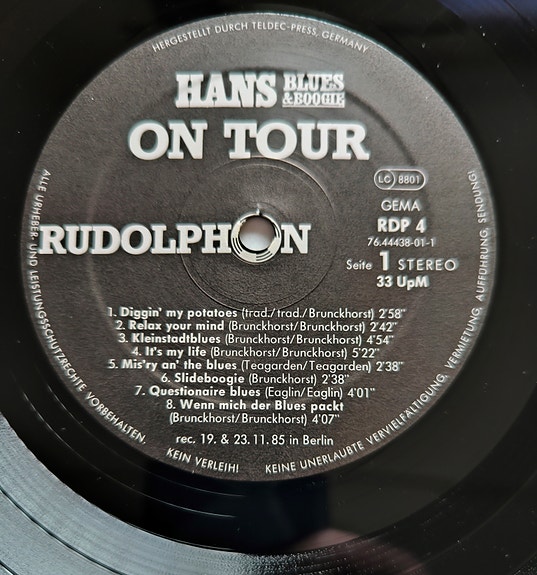 HERGESTELLT DURCH TELDEC-PRESS, GERMANY
HANS BLUES & BOOGIE
ON TOUR
LC 8801
GEMA
RUDOLPHON
RDP 4
76.44438-01-1
Seite 1 STEREO
33 UpM
1. Diggin' my potatoes (trad./trad./Brunckhorst) 2'58"
2. Relax your mind (Brunckhorst/Brunckhorst) 2'42"
3. Kleinstadtblues (Brunckhorst/Brunckhorst) 4'54"
4. It's my life (Brunckhorst/Brunckhorst) 5'22"
5. Mis'ry an' the blues (Teagarden/Teagarden) 2'38"
6. Slideboogie (Brunckhorst) 2'38"
7. Questionaire blues (Eaglin/Eaglin) 4'01"
8. Wenn mich der Blues packt
(Brunckhorst/Brunckhorst) 4'07"
rec. 19. & 23.11.85 in Berlin
ALLE URHEBER- UND LEISTUNGSSCHUTZRECHTE VORBEHALTEN.
KEIN VERLEIH!
KEINE UNERLAUBTE VERVIELFÄLTIGUNG, VERMIETUNG, AUFFÜHRUNG, SENDUNG!